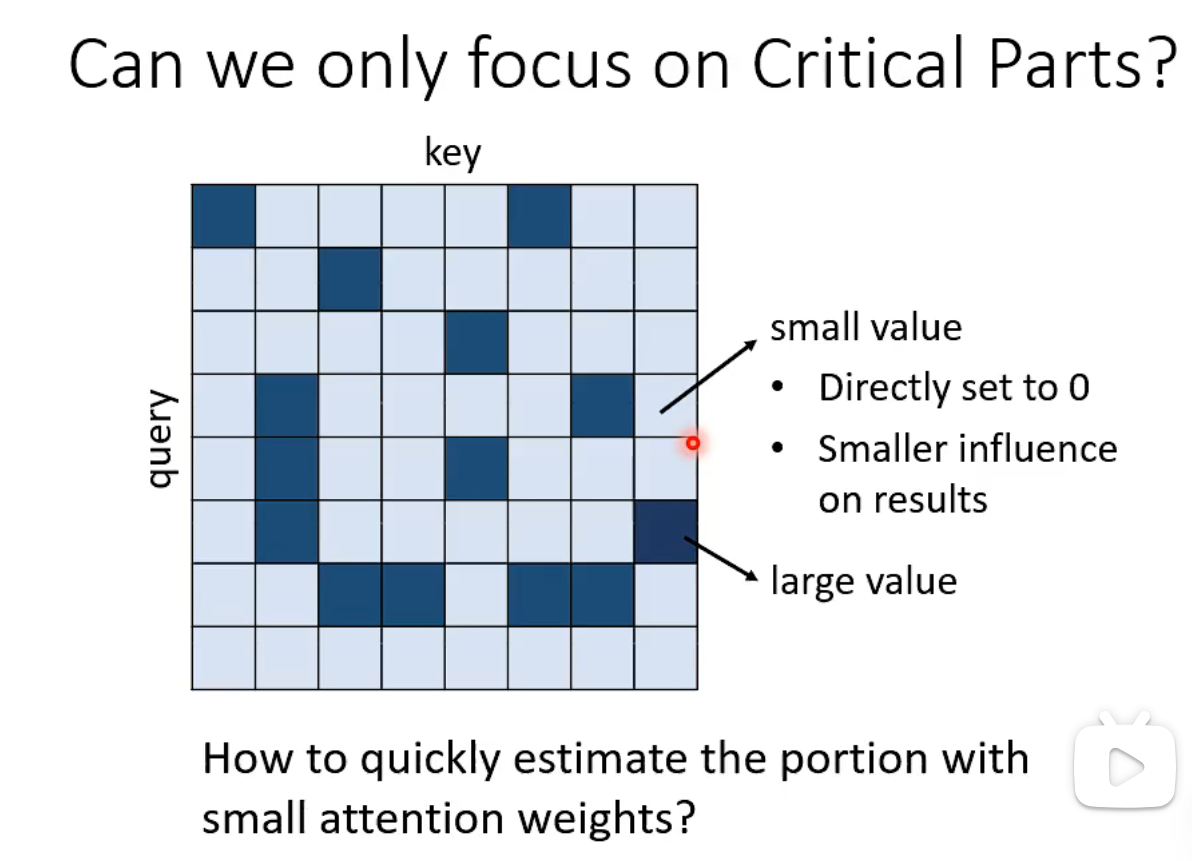 Can we only focus on Critical Parts?
key
query
small value
• Directly set to 0
• Smaller influence
on results
large value
How to quickly estimate the portion with
small attention weights?